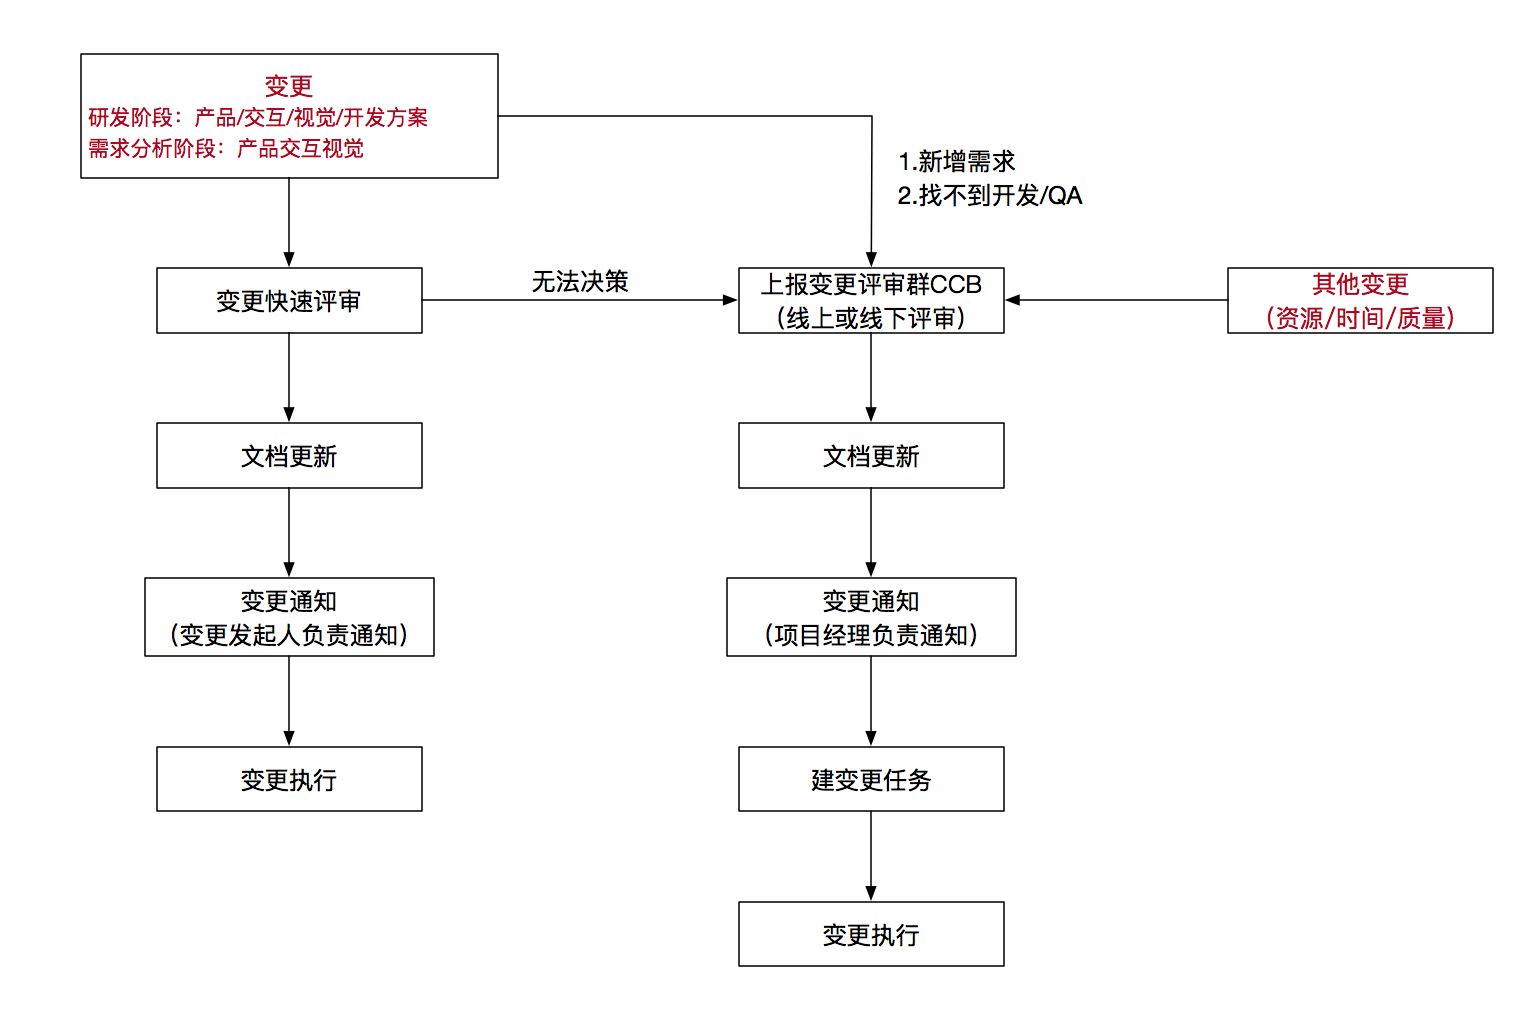 变更
研发阶段：产品/交互/视觉/开发方案
需求分析阶段：产品交互视觉
1.新增需求
2.找不到开发/QA
变更快速评审
无法决策
上报变更评审群CCB
（线上或线下评审）
其他变更
（资源/时间/质量）
文档更新
文档更新
变更通知
（变更发起人负责通知）
变更通知
（项目经理负责通知）
变更执行
建变更任务
变更执行